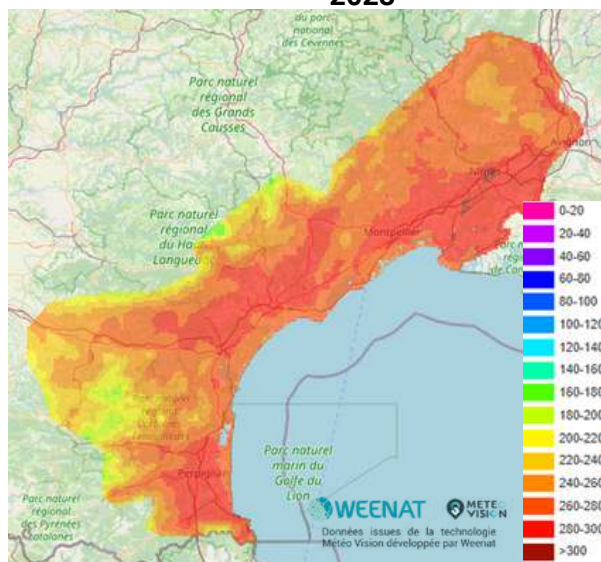 2023
du parc
national
des Cévennes
Parc naturel
régional
des Grands
Causses
Avignon
Nîmes
Parc naturel
régional
du Haut
Languedoc
Montpellier
Perpignan
Parc naturel
marin du
Golfe du
Lion
Parc naturel
régional
des Pyrénées
catalanes
0-20
20-40
40-60
60-80
80-100
100-120
120-140
140-160
160-180
180-200
200-220
220-240
240-260
260-280
280-300
>300
WEENAT
METEO
VISION
Données issues de la technologie
Météo Vision développée par Weenat